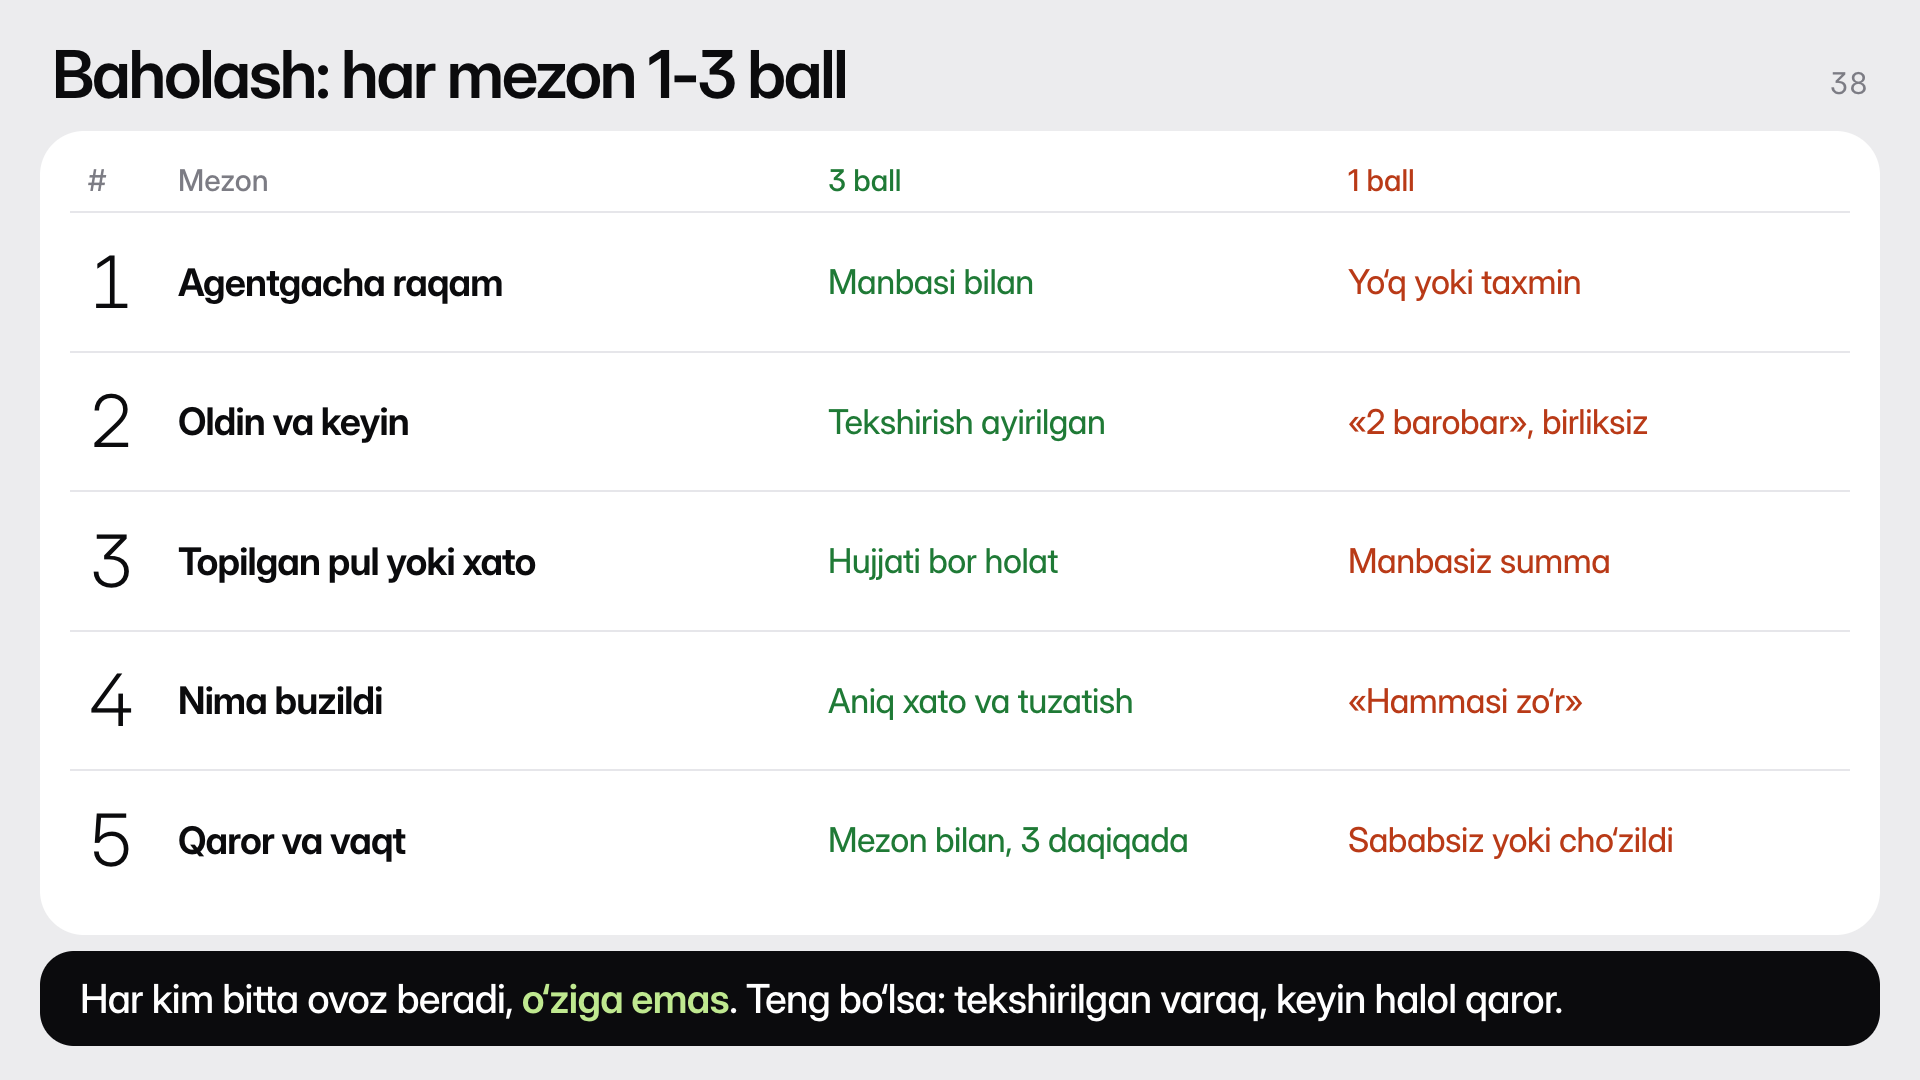 Baholash: har mezon 1-3 ball
38
# Mezon 3 ball 1 ball
1 Agentgacha raqam Manbasi bilan Yo‘q yoki taxmin
2 Oldin va keyin Tekshirish ayirilgan «2 barobar», birliksiz
3 Topilgan pul yoki xato Hujjati bor holat Manbasiz summa
4 Nima buzildi Aniq xato va tuzatish «Hammasi zo‘r»
5 Qaror va vaqt Mezon bilan, 3 daqiqada Sababsiz yoki cho‘zildi
Har kim bitta ovoz beradi, o‘ziga emas. Teng bo‘lsa: tekshirilgan varaq, keyin halol qaror.